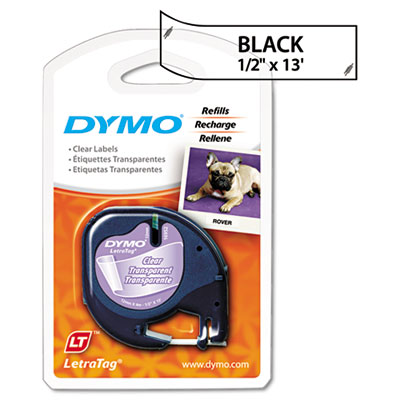 BLACK
1/2" x 13'
DYMO
Refills
Recharge
Rellene
• Clear Labels
• Étiquettes Transparentes
• Etiquetas Transparentes
ROVER
DYMO
LetraTag®
Clear
Transparent
Transparente
LT™
LetraTag®
www.dymo.com